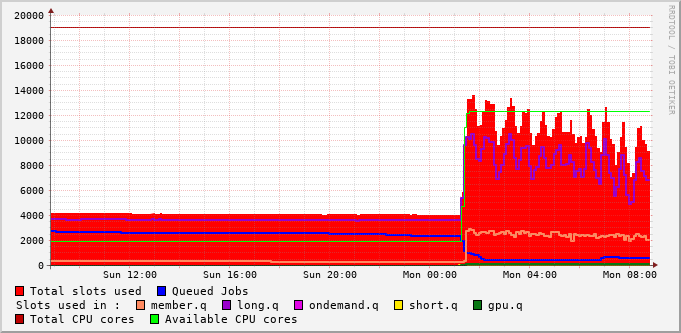 20000
18000
16000
14000
12000
10000
8000
6000
4000
2000
0
Sun 12:00 Sun 16:00 Sun 20:00 Mon 00:00 Mon 04:00 Mon 08:00
RRDTOOL / TOBI OETIKER
Total slots used Queued Jobs
Slots used in : member.q long.q ondemand.q short.q gpu.q
Total CPU cores Available CPU cores